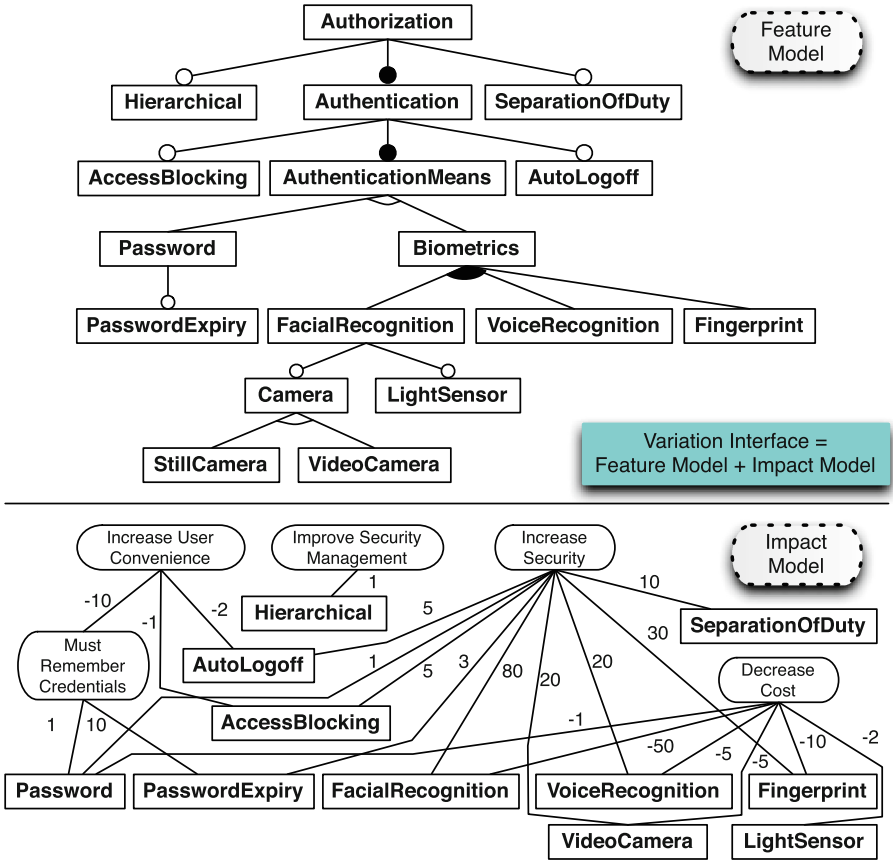 Authorization
Feature
Model
Hierarchical
Authentication
SeparationOfDuty
AccessBlocking
AuthenticationMeans
AutoLogoff
Password
Biometrics
PasswordExpiry
FacialRecognition
VoiceRecognition
Fingerprint
Camera
LightSensor
StillCamera
VideoCamera
Variation Interface =
Feature Model + Impact Model
Increase User
Convenience
Improve Security
Management
Increase
Security
Impact
Model
-10
-1
-2
1
5
10
Hierarchical
SeparationOfDuty
Must
Remember
Credentials
AutoLogoff
1
5
3
80
20
20
30
Decrease
Cost
AccessBlocking
1
10
-1
-50
-5
-5
-10
-2
Password
PasswordExpiry
FacialRecognition
VoiceRecognition
Fingerprint
VideoCamera
LightSensor